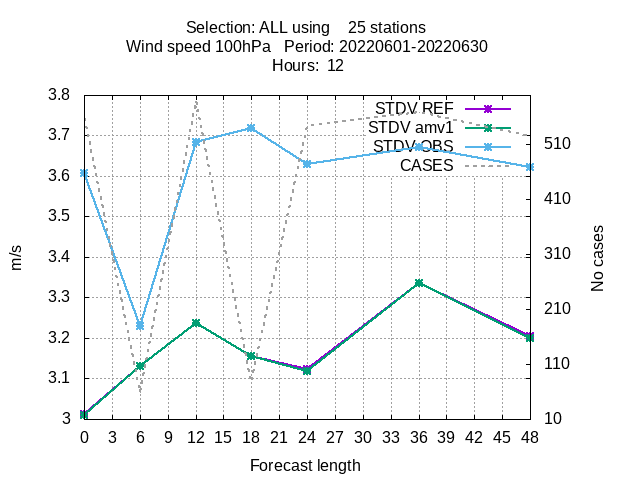 Selection: ALL using    25 stations
Wind speed 100hPa   Period: 20220601-20220630
Hours:  12
STDV REF
STDV amv1
STDV OBS
CASES
3.8
3.7
3.6
3.5
3.4
3.3
3.2
3.1
3
m/s
510
410
310
210
110
10
No cases
0 3 6 9 12 15 18 21 24 27 30 33 36 39 42 45 48
Forecast length